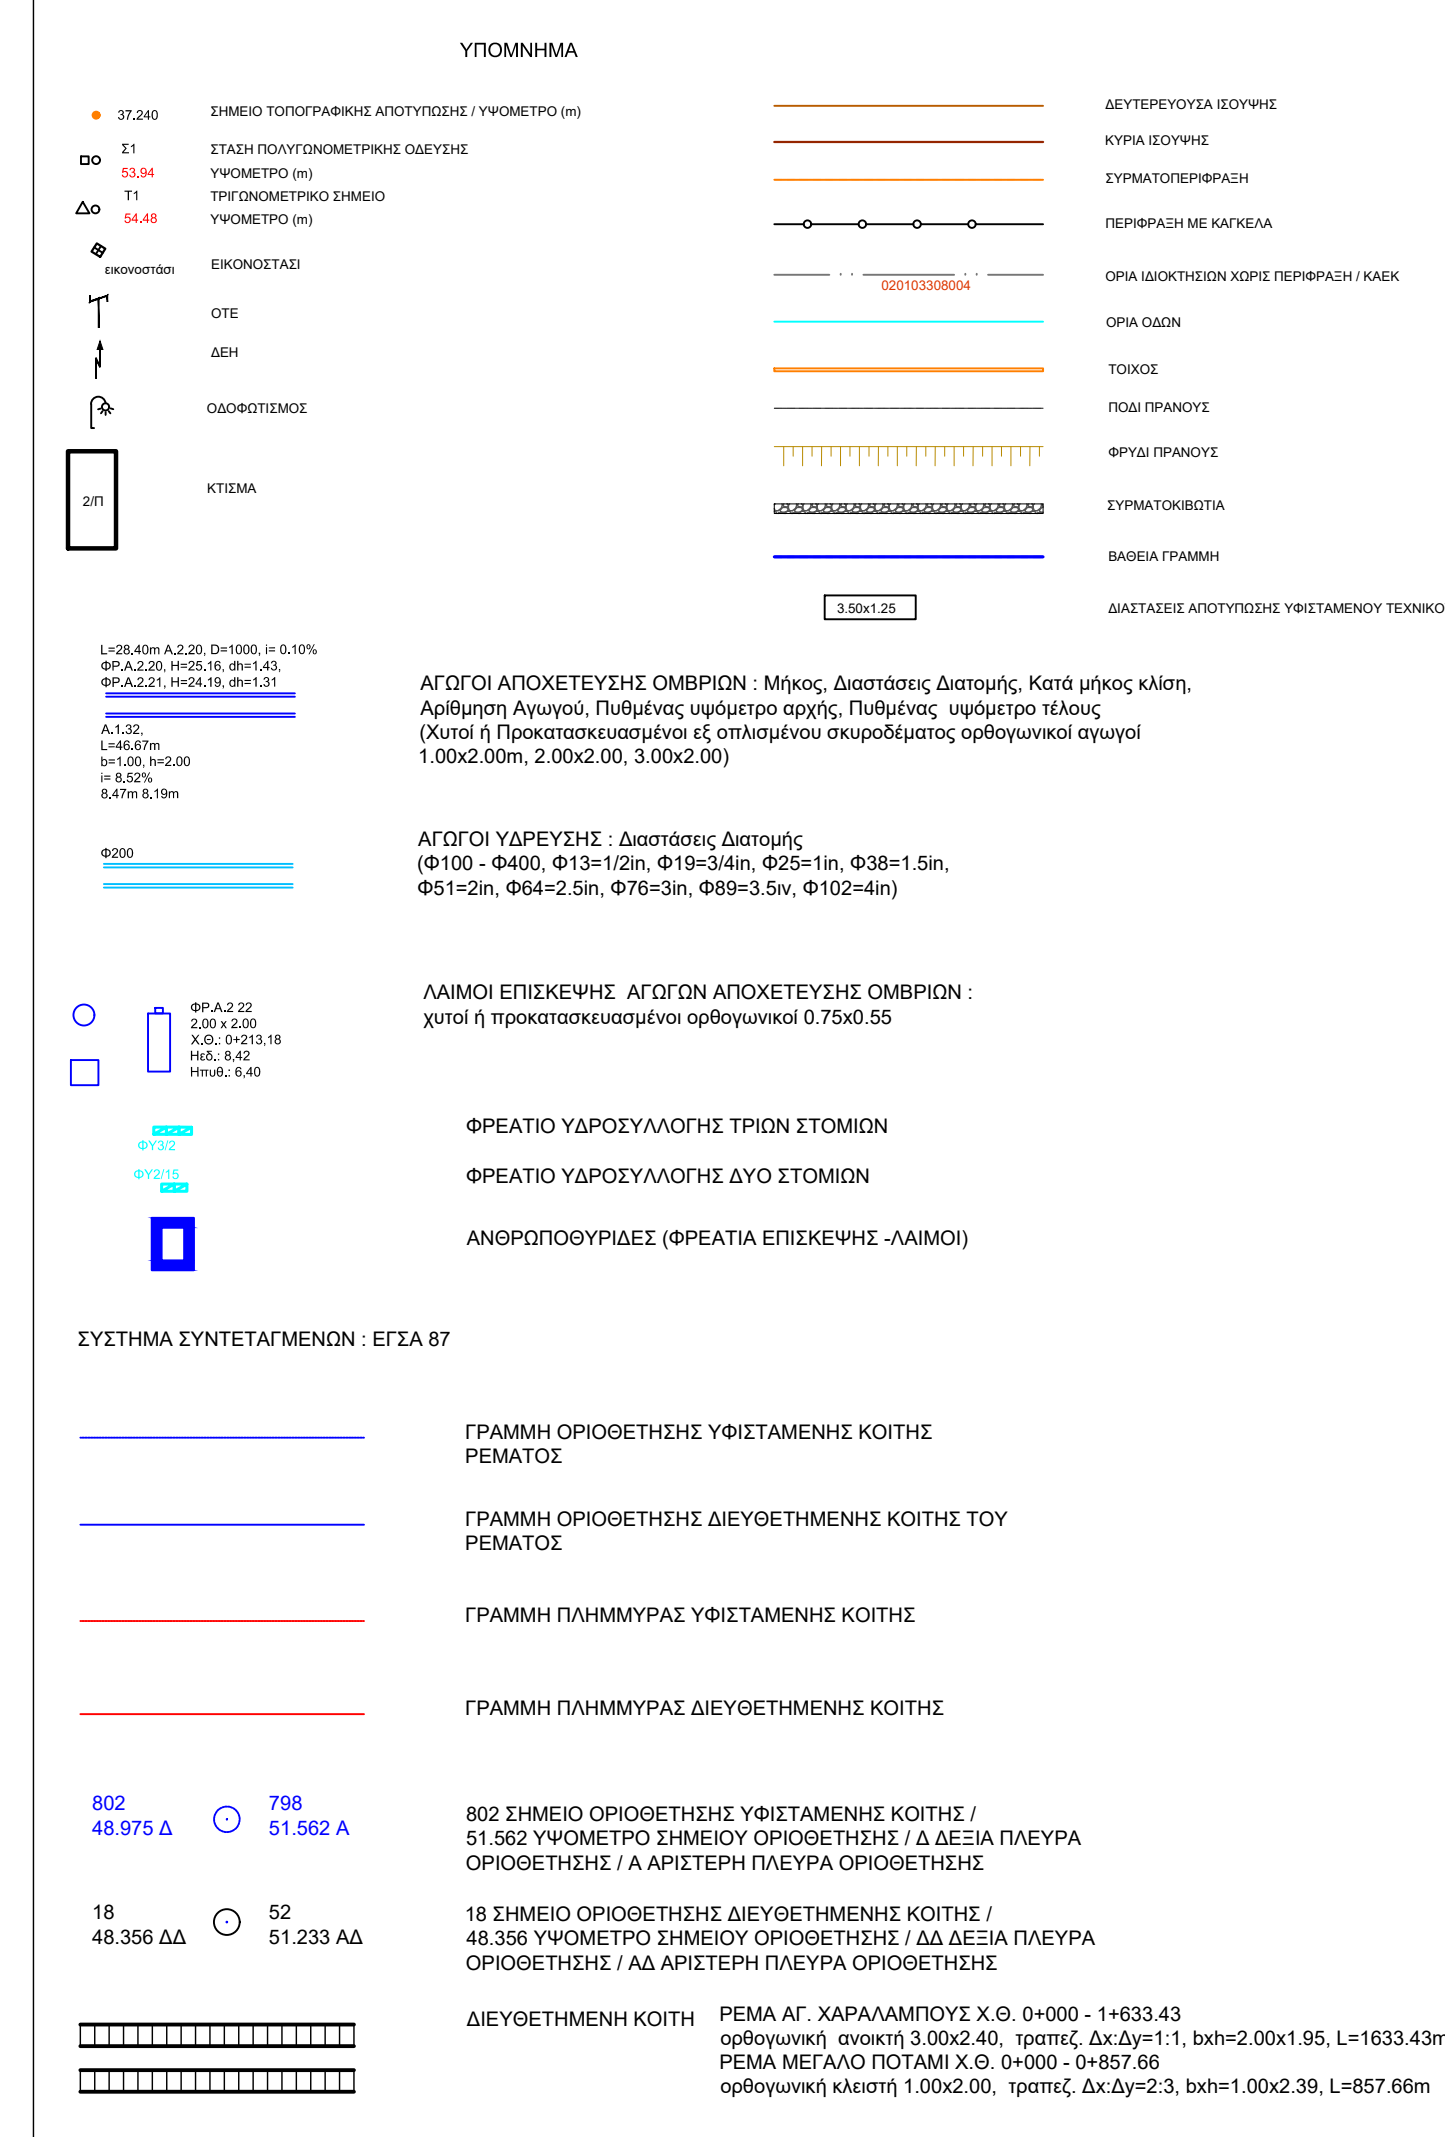 ΥΠΟΜΝΗΜΑ
37.240 ΣΗΜΕΙΟ ΤΟΠΟΓΡΑΦΙΚΗΣ ΑΠΟΤΥΠΩΣΗΣ / ΥΨΟΜΕΤΡΟ (m)
Σ1 ΣΤΑΣΗ ΠΟΛΥΓΩΝΟΜΕΤΡΙΚΗΣ ΟΔΕΥΣΗΣ
53.94 ΥΨΟΜΕΤΡΟ (m)
Τ1 ΤΡΙΓΩΝΟΜΕΤΡΙΚΟ ΣΗΜΕΙΟ
54.48 ΥΨΟΜΕΤΡΟ (m)
εικονοστάσι ΕΙΚΟΝΟΣΤΑΣΙ
ΟΤΕ
ΔΕΗ
ΟΔΟΦΩΤΙΣΜΟΣ
2/Π ΚΤΙΣΜΑ
ΔΕΥΤΕΡΕΥΟΥΣΑ ΙΣΟΥΨΗΣ
ΚΥΡΙΑ ΙΣΟΥΨΗΣ
ΣΥΡΜΑΤΟΠΕΡΙΦΡΑΞΗ
ΠΕΡΙΦΡΑΞΗ ΜΕ ΚΑΓΚΕΛΑ
020103308004 ΟΡΙΑ ΙΔΙΟΚΤΗΣΙΩΝ ΧΩΡΙΣ ΠΕΡΙΦΡΑΞΗ / ΚΑΕΚ
ΟΡΙΑ ΟΔΩΝ
ΤΟΙΧΟΣ
ΠΟΔΙ ΠΡΑΝΟΥΣ
ΦΡΥΔΙ ΠΡΑΝΟΥΣ
ΣΥΡΜΑΤΟΚΙΒΩΤΙΑ
ΒΑΘΕΙΑ ΓΡΑΜΜΗ
3.50x1.25 ΔΙΑΣΤΑΣΕΙΣ ΑΠΟΤΥΠΩΣΗΣ ΥΦΙΣΤΑΜΕΝΟΥ ΤΕΧΝΙΚΟ
L=28.40m A.2.20, D=1000, i= 0.10%
ΦΡ.Α.2.20, H=25.16, dh=1.43,
ΦΡ.Α.2.21, H=24.19, dh=1.31
A.1.32,
L=46.67m
b=1.00, h=2.00
i= 8.52%
8.47m 8.19m
ΑΓΩΓΟΙ ΑΠΟΧΕΤΕΥΣΗΣ ΟΜΒΡΙΩΝ : Μήκος, Διαστάσεις Διατομής, Κατά μήκος κλίση,
Αρίθμηση Αγωγού, Πυθμένας υψόμετρο αρχής, Πυθμένας υψόμετρο τέλους
(Χυτοί ή Προκατασκευασμένοι εξ οπλισμένου σκυροδέματος ορθογωνικοί αγωγοί
1.00x2.00m, 2.00x2.00, 3.00x2.00)
Φ200
ΑΓΩΓΟΙ ΥΔΡΕΥΣΗΣ : Διαστάσεις Διατομής
(Φ100 - Φ400, Φ13=1/2in, Φ19=3/4in, Φ25=1in, Φ38=1.5in,
Φ51=2in, Φ64=2.5in, Φ76=3in, Φ89=3.5ιν, Φ102=4in)
ΦΡ.Α.2 22
2.00 x 2.00
Χ.Θ.: 0+213,18
Ηεδ.: 8,42
Ηπυθ.: 6,40
ΛΑΙΜΟΙ ΕΠΙΣΚΕΨΗΣ ΑΓΩΓΩΝ ΑΠΟΧΕΤΕΥΣΗΣ ΟΜΒΡΙΩΝ :
χυτοί ή προκατασκευασμένοι ορθογωνικοί 0.75x0.55
ΦΥ3/2 ΦΡΕΑΤΙΟ ΥΔΡΟΣΥΛΛΟΓΗΣ ΤΡΙΩΝ ΣΤΟΜΙΩΝ
ΦΥ2/15 ΦΡΕΑΤΙΟ ΥΔΡΟΣΥΛΛΟΓΗΣ ΔΥΟ ΣΤΟΜΙΩΝ
ΑΝΘΡΩΠΟΘΥΡΙΔΕΣ (ΦΡΕΑΤΙΑ ΕΠΙΣΚΕΨΗΣ -ΛΑΙΜΟΙ)
ΣΥΣΤΗΜΑ ΣΥΝΤΕΤΑΓΜΕΝΩΝ : ΕΓΣΑ 87
ΓΡΑΜΜΗ ΟΡΙΟΘΕΤΗΣΗΣ ΥΦΙΣΤΑΜΕΝΗΣ ΚΟΙΤΗΣ
ΡΕΜΑΤΟΣ
ΓΡΑΜΜΗ ΟΡΙΟΘΕΤΗΣΗΣ ΔΙΕΥΘΕΤΗΜΕΝΗΣ ΚΟΙΤΗΣ ΤΟΥ
ΡΕΜΑΤΟΣ
ΓΡΑΜΜΗ ΠΛΗΜΜΥΡΑΣ ΥΦΙΣΤΑΜΕΝΗΣ ΚΟΙΤΗΣ
ΓΡΑΜΜΗ ΠΛΗΜΜΥΡΑΣ ΔΙΕΥΘΕΤΗΜΕΝΗΣ ΚΟΙΤΗΣ
802 798
48.975 Δ 51.562 Α
802 ΣΗΜΕΙΟ ΟΡΙΟΘΕΤΗΣΗΣ ΥΦΙΣΤΑΜΕΝΗΣ ΚΟΙΤΗΣ /
51.562 ΥΨΟΜΕΤΡΟ ΣΗΜΕΙΟΥ ΟΡΙΟΘΕΤΗΣΗΣ / Δ ΔΕΞΙΑ ΠΛΕΥΡΑ
ΟΡΙΟΘΕΤΗΣΗΣ / Α ΑΡΙΣΤΕΡΗ ΠΛΕΥΡΑ ΟΡΙΟΘΕΤΗΣΗΣ
18 52
48.356 ΔΔ 51.233 ΑΔ
18 ΣΗΜΕΙΟ ΟΡΙΟΘΕΤΗΣΗΣ ΔΙΕΥΘΕΤΗΜΕΝΗΣ ΚΟΙΤΗΣ /
48.356 ΥΨΟΜΕΤΡΟ ΣΗΜΕΙΟΥ ΟΡΙΟΘΕΤΗΣΗΣ / ΔΔ ΔΕΞΙΑ ΠΛΕΥΡΑ
ΟΡΙΟΘΕΤΗΣΗΣ / ΑΔ ΑΡΙΣΤΕΡΗ ΠΛΕΥΡΑ ΟΡΙΟΘΕΤΗΣΗΣ
ΔΙΕΥΘΕΤΗΜΕΝΗ ΚΟΙΤΗ ΡΕΜΑ ΑΓ. ΧΑΡΑΛΑΜΠΟΥΣ Χ.Θ. 0+000 - 1+633.43
ορθογωνική ανοικτή 3.00x2.40, τραπεζ. Δx:Δy=1:1, bxh=2.00x1.95, L=1633.43m
ΡΕΜΑ ΜΕΓΑΛΟ ΠΟΤΑΜΙ Χ.Θ. 0+000 - 0+857.66
ορθογωνική κλειστή 1.00x2.00, τραπεζ. Δx:Δy=2:3, bxh=1.00x2.39, L=857.66m